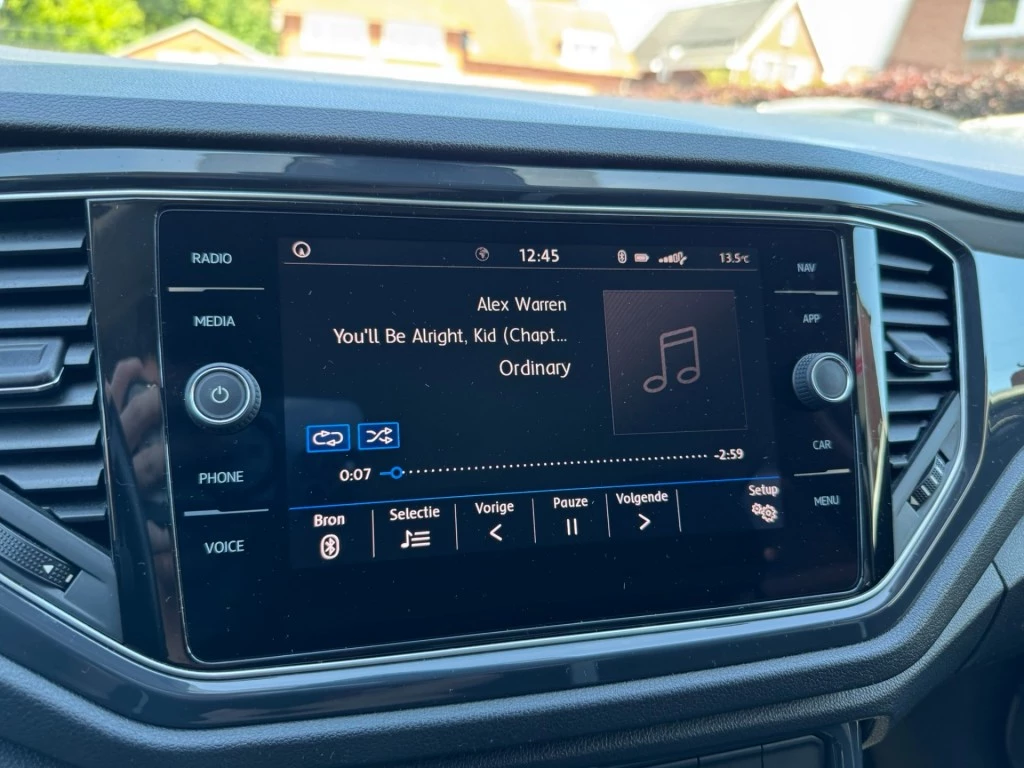 RADIO
MEDIA
PHONE
VOICE
12:45
13.5°C
Alex Warren
You'll Be Alright, Kid (Chapt...
Ordinary
0:07
-2:59
Bron
Selectie
Vorige
Pauze
Volgende
Setup
NAV
APP
CAR
MENU